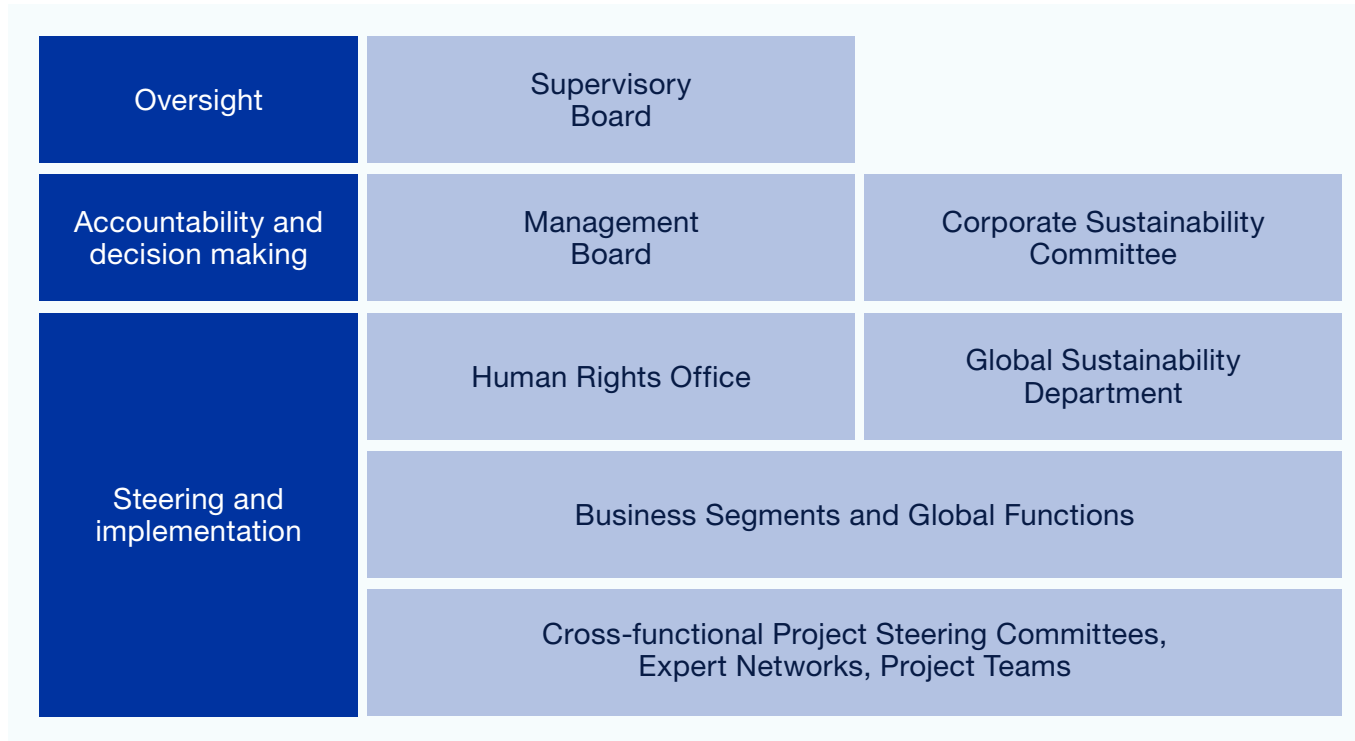 Oversight
Supervisory
Board
Accountability and
decision making
Management
Board
Corporate Sustainability
Committee
Steering and
implementation
Human Rights Office
Global Sustainability
Department
Business Segments and Global Functions
Cross-functional Project Steering Committees,
Expert Networks, Project Teams